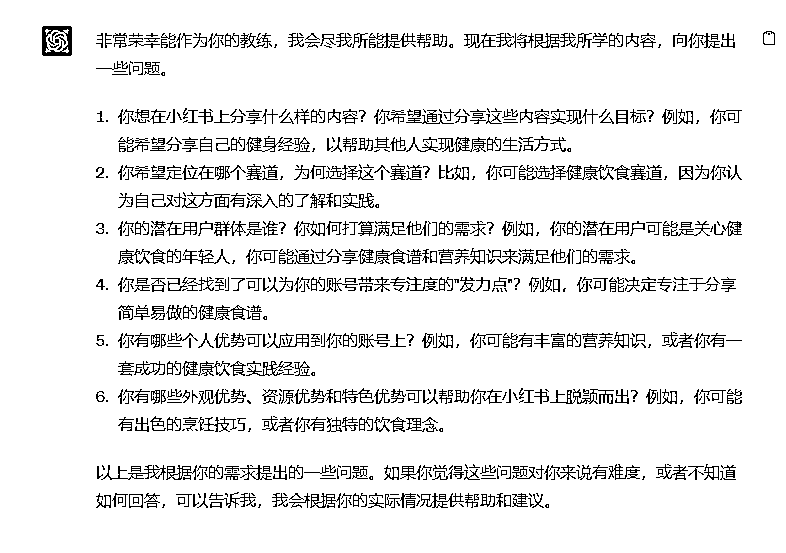 非常荣幸能作为你的教练，我会尽我所能提供帮助。现在我将根据我所学的内容，向你提出
一些问题。
1. 你想在小红书上分享什么样的内容？你希望通过分享这些内容实现什么目标？例如，你可
能希望分享自己的健身经验，以帮助其他人实现健康的生活方式。
2. 你希望定位在哪个赛道，为何选择这个赛道？比如，你可能选择健康饮食赛道，因为你认
为自己对这方面有深入的了解和实践。
3. 你的潜在用户群体是谁？你如何打算满足他们的需求？例如，你的潜在用户可能是关心健
康饮食的年轻人，你可能通过分享健康食谱和营养知识来满足他们的需求。
4. 你是否已经找到了可以为你的账号带来专注度的"发力点"？例如，你可能决定专注于分享
简单易做的健康食谱。
5. 你有哪些个人优势可以应用到你的账号上？例如，你可能有丰富的营养知识，或者你有一
套成功的健康饮食实践经验。
6. 你有哪些外观优势、资源优势和特色优势可以帮助你在小红书上脱颖而出？例如，你可能
有出色的烹饪技巧，或者你有独特的饮食理念。
以上是我根据你的需求提出的一些问题。如果你觉得这些问题对你来说有难度，或者不知道
如何回答，可以告诉我，我会根据你的实际情况提供帮助和建议。